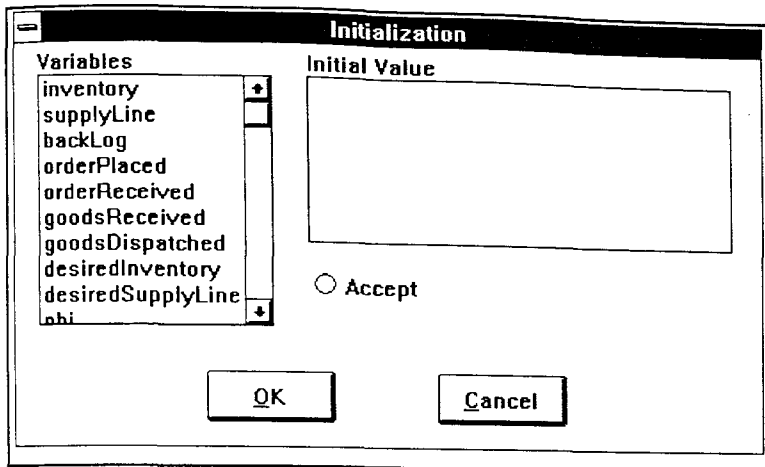 Initialization
Variables
inventory
supplyLine
backLog
orderPlaced
orderReceived
goodsReceived
goodsDispatched
desiredInventory
desiredSupplyLine
Initial Value
Accept
OK
Cancel